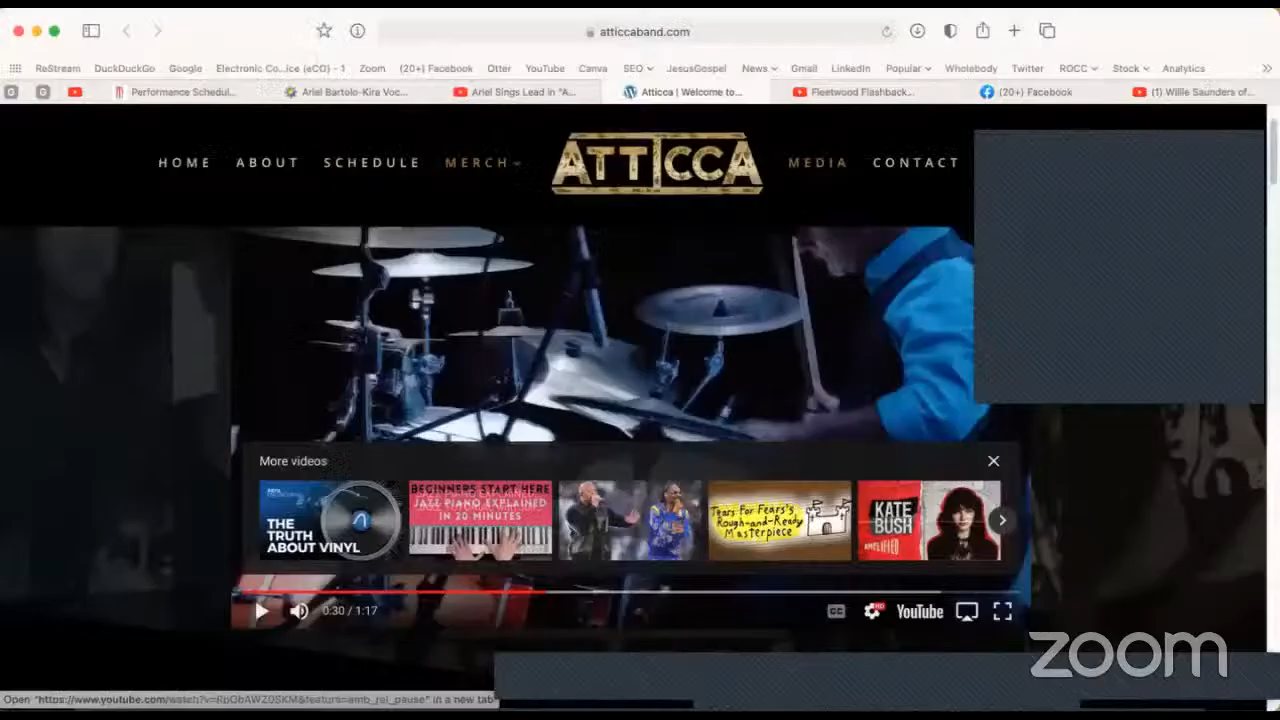 atticcaband.com
ReStream DuckDuckGo Google Electronic Co...ice (eCO) - 1 Zoom (20+) Facebook Otter YouTube Canva SEO JesusGospel News Gmail LinkedIn Popular Wholebody Twitter ROCC Stock Analytics
G G Performance Schedul... Ariel Bartolo-Kira Voc... Ariel Sings Lead in "A... Atticca | Welcome to... Fleetwood Flashback... (20+) Facebook (1) Willie Saunders of...
HOME ABOUT SCHEDULE MERCH ATTICCA MEDIA CONTACT
More videos
THE TRUTH ABOUT VINYL
BEGINNERS START HERE
JAZZ PIANO EXPLAINED
IN 20 MINUTES
Tears For Fears's
Rough-and-Ready
Masterpiece
KATE
BUSH
AMPLIFIED
0:30 / 1:17 CC HD YouTube
zoom